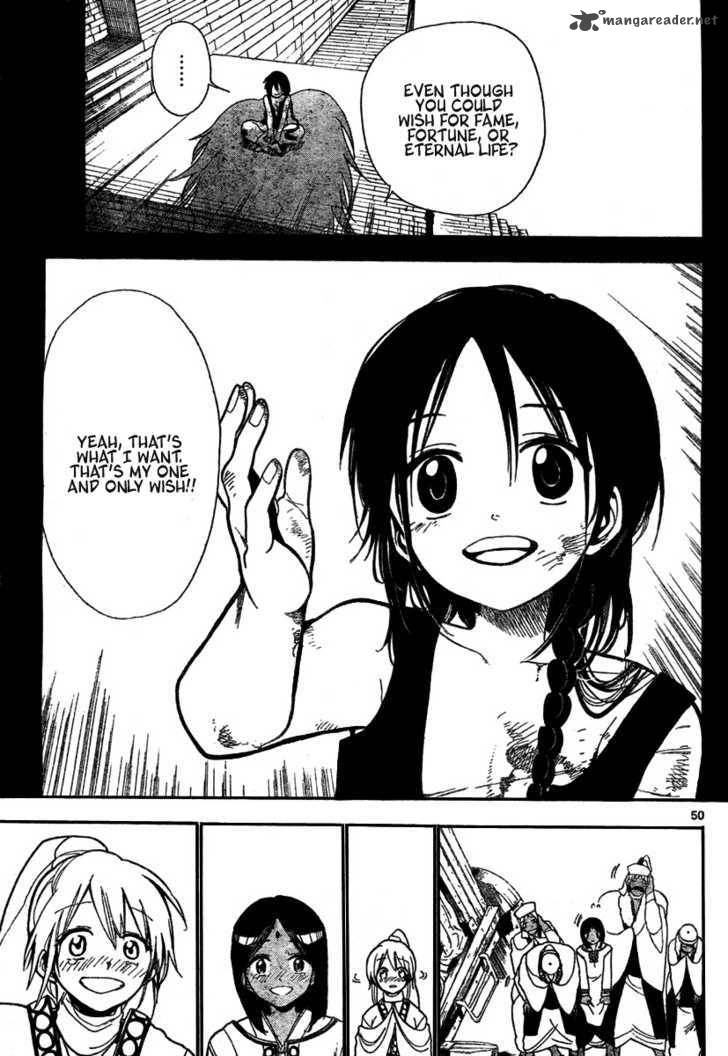 mangareader.net
EVEN THOUGH
YOU COULD
WISH FOR FAME,
FORTUNE, OR
ETERNAL LIFE?
......
YEAH, THAT'S
WHAT I WANT.
THAT'S MY ONE
AND ONLY WISH!!
50